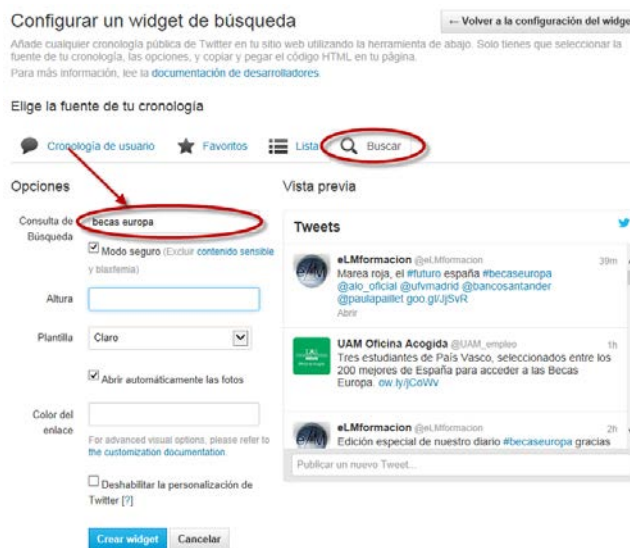 Configurar un widget de búsqueda
← Volver a la configuración del widge
Añade cualquier cronología pública de Twitter en tu sitio web utilizando la herramienta de abajo. Solo tienes que seleccionar la
fuente de tu cronología, las opciones, y copiar y pegar el código HTML en tu página.
Para más información, lee la documentación de desarrolladores.
Elige la fuente de tu cronología
Cronología de usuario
Favoritos
Lista
Buscar
Opciones
Consulta de
Búsqueda
becas europa
Modo seguro (Excluir contenido sensible
y blasfemia)
Altura
Plantilla
Claro
Abrir automáticamente las fotos
Color del
enlace
For advanced visual options, please refer to
the customization documentation.
Deshabilitar la personalización de
Twitter [?]
Crear widget
Cancelar
Vista previa
Tweets
eLMformacion @eLMformacion 39m
Marea roja, el #futuro españa #becaseuropa
@alo_oficial @ufvmadrid @bancosantander
@paulapaillet goo.gl/JjSvR
Abrir
UAM Oficina Acogida @UAM_empleo 1h
Tres estudiantes de País Vasco, seleccionados entre los
200 mejores de España para acceder a las Becas
Europa. ow.ly/jCoWv
eLMformacion @eLMformacion 2h
Edición especial de nuestro diario #becaseuropa gracias
Publicar un nuevo Tweet...